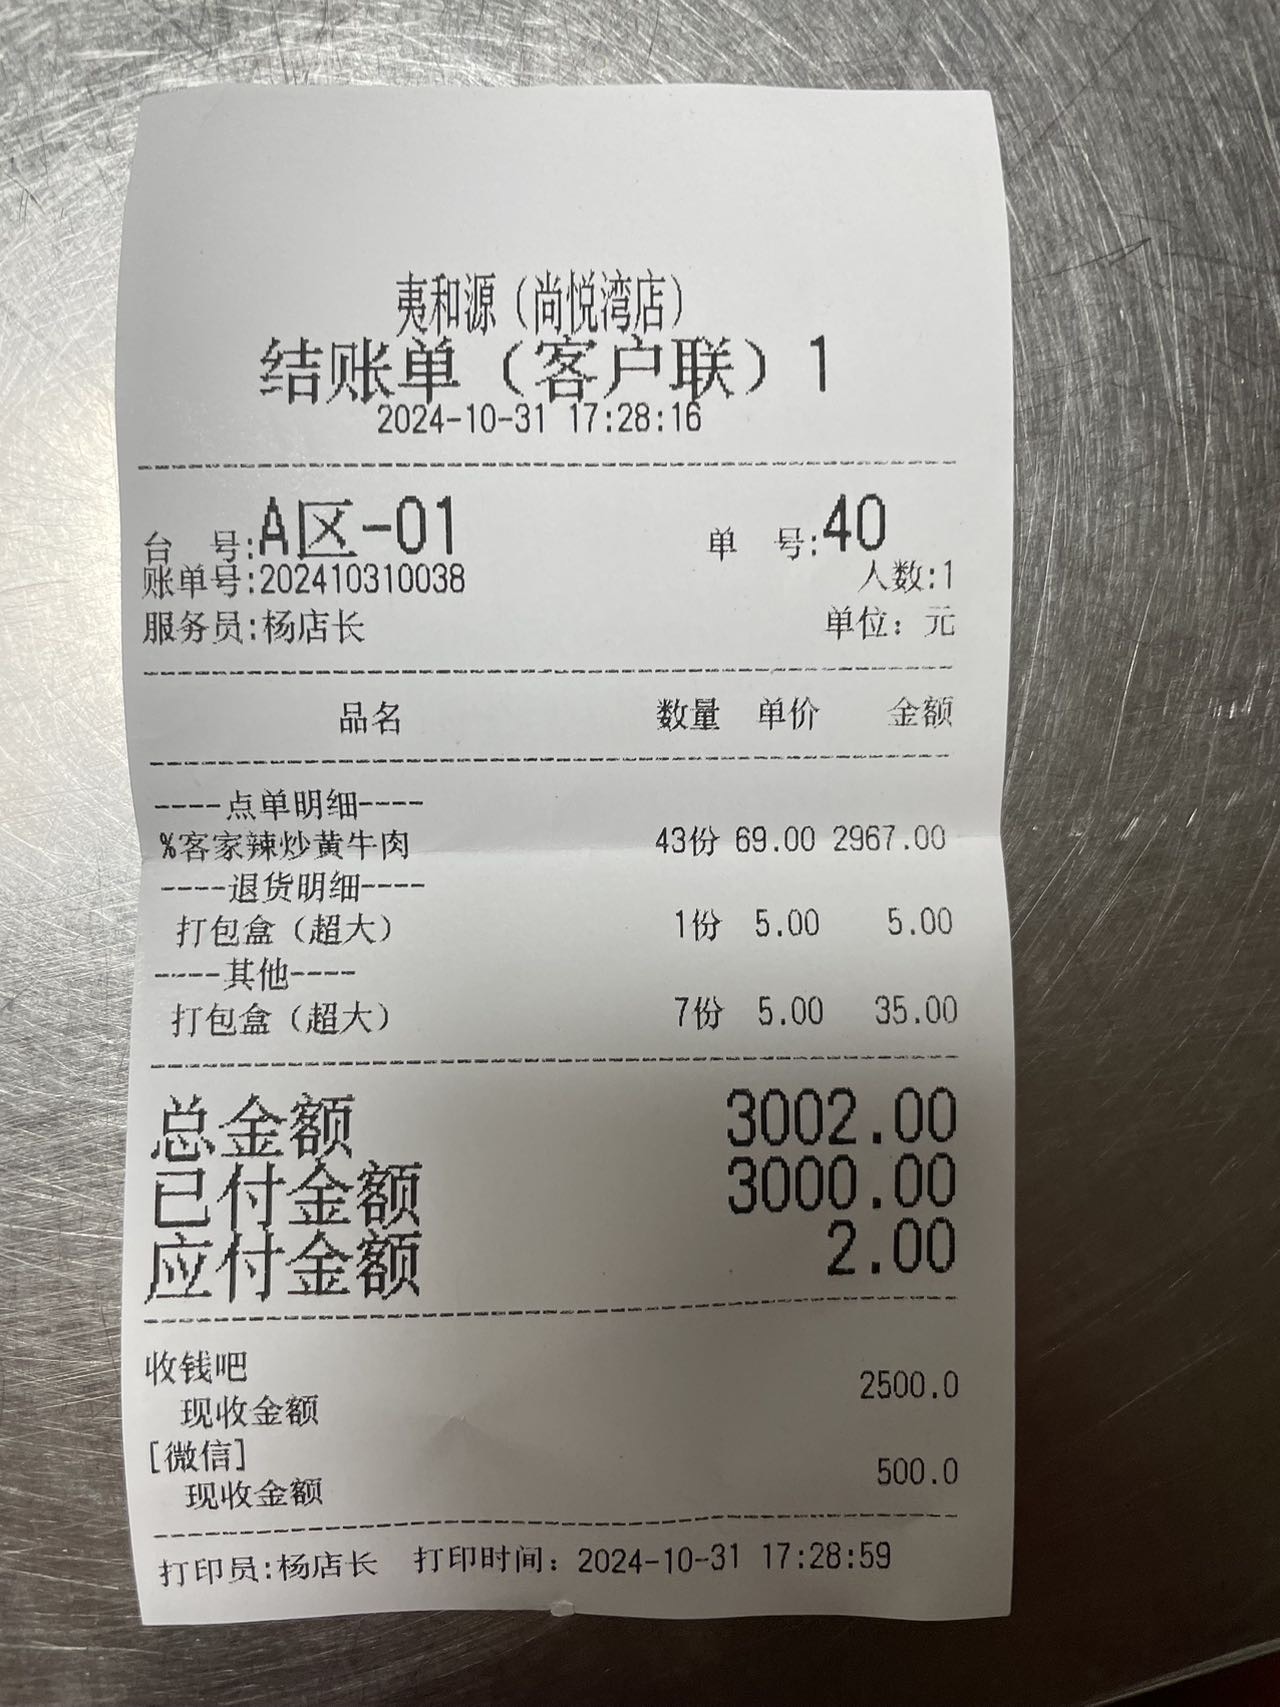 夷和源（尚悦湾店）
结账单（客户联）1
2024-10-31 17:28:16
台 号:A区-01 单 号:40
账单号:202410310038 人数:1
服务员:杨店长 单位：元
品名 数量 单价 金额
----点单明细----
%客家辣炒黄牛肉 43份 69.00 2967.00
----退货明细----
打包盒（超大） 1份 5.00 5.00
----其他----
打包盒（超大） 7份 5.00 35.00
总金额 3002.00
已付金额 3000.00
应付金额 2.00
收钱吧
现收金额 2500.0
[微信]
现收金额 500.0
打印员:杨店长 打印时间：2024-10-31 17:28:59